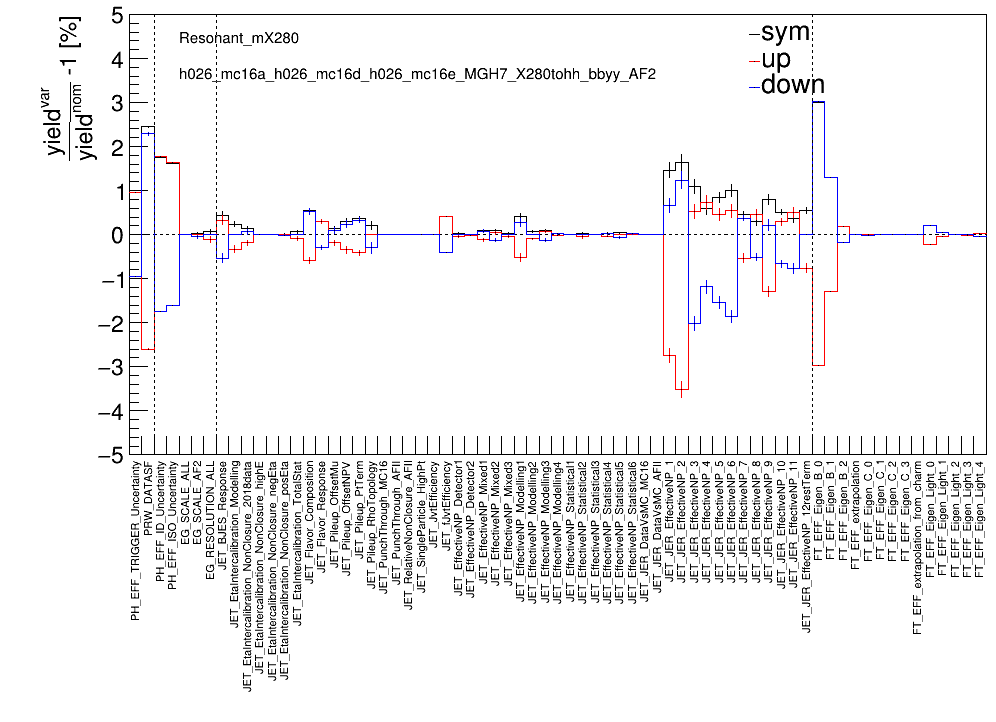 5
4
3
2
1
0
−1
−2
−3
−4
−5
yield^var / yield^nom -1 [%]
Resonant_mX280
h026_mc16a_h026_mc16d_h026_mc16e_MGH7_X280tohh_bbyy_AF2
sym
up
down
PH_EFF_TRIGGER_Uncertainty
PRW_DATASF
PH_EFF_ID_Uncertainty
PH_EFF_ISO_Uncertainty
EG_SCALE_ALL
EG_SCALE_AF2
EG_RESOLUTION_ALL
JET_BJES_Response
JET_EtaIntercalibration_Modelling
JET_EtaIntercalibration_NonClosure_2018data
JET_EtaIntercalibration_NonClosure_highE
JET_EtaIntercalibration_NonClosure_negEta
JET_EtaIntercalibration_NonClosure_posEta
JET_EtaIntercalibration_TotalStat
JET_Flavor_Composition
JET_Flavor_Response
JET_Pileup_OffsetMu
JET_Pileup_OffsetNPV
JET_Pileup_PtTerm
JET_Pileup_RhoTopology
JET_PunchThrough_MC16
JET_PunchThrough_AFII
JET_RelativeNonClosure_AFII
JET_SingleParticle_HighPt
JET_JvtEfficiency
JET_fJvtEfficiency
JET_EffectiveNP_Detector1
JET_EffectiveNP_Detector2
JET_EffectiveNP_Mixed1
JET_EffectiveNP_Mixed2
JET_EffectiveNP_Mixed3
JET_EffectiveNP_Modelling1
JET_EffectiveNP_Modelling2
JET_EffectiveNP_Modelling3
JET_EffectiveNP_Modelling4
JET_EffectiveNP_Statistical1
JET_EffectiveNP_Statistical2
JET_EffectiveNP_Statistical3
JET_EffectiveNP_Statistical4
JET_EffectiveNP_Statistical5
JET_EffectiveNP_Statistical6
JET_JER_DataVsMC_MC16
JET_JER_DataVsMC_AFII
JET_JER_EffectiveNP_1
JET_JER_EffectiveNP_2
JET_JER_EffectiveNP_3
JET_JER_EffectiveNP_4
JET_JER_EffectiveNP_5
JET_JER_EffectiveNP_6
JET_JER_EffectiveNP_7
JET_JER_EffectiveNP_8
JET_JER_EffectiveNP_9
JET_JER_EffectiveNP_10
JET_JER_EffectiveNP_11
JET_JER_EffectiveNP_12restTerm
FT_EFF_Eigen_B_0
FT_EFF_Eigen_B_1
FT_EFF_Eigen_B_2
FT_EFF_extrapolation
FT_EFF_Eigen_C_0
FT_EFF_Eigen_C_1
FT_EFF_Eigen_C_2
FT_EFF_Eigen_C_3
FT_EFF_extrapolation_from_charm
FT_EFF_Eigen_Light_0
FT_EFF_Eigen_Light_1
FT_EFF_Eigen_Light_2
FT_EFF_Eigen_Light_3
FT_EFF_Eigen_Light_4